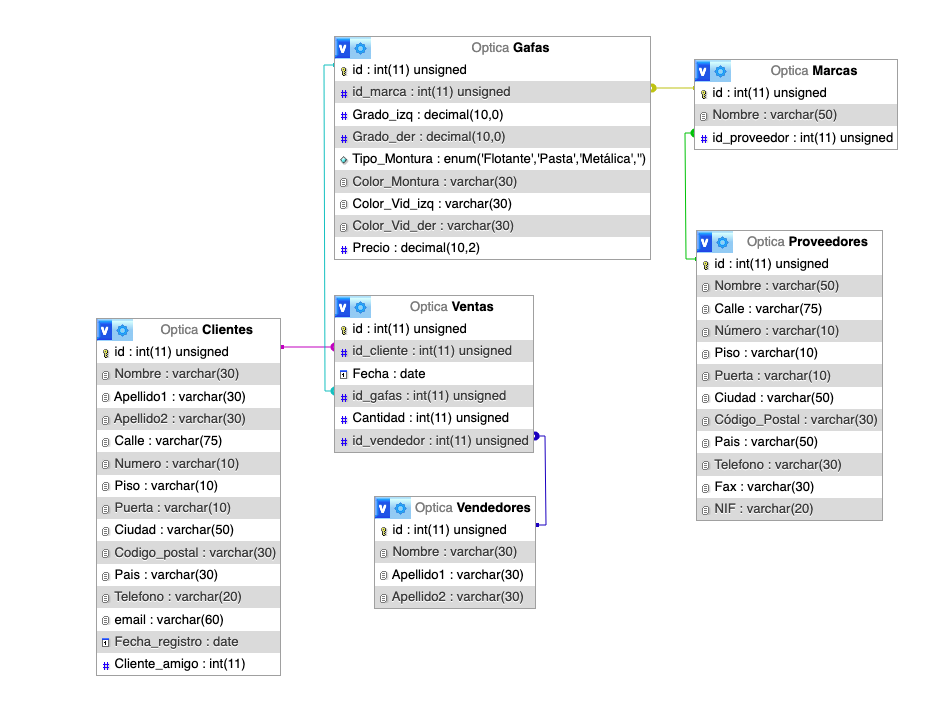 Optica Gafas
id : int(11) unsigned
id_marca : int(11) unsigned
Grado_izq : decimal(10,0)
Grado_der : decimal(10,0)
Tipo_Montura : enum('Flotante','Pasta','Metálica','')
Color_Montura : varchar(30)
Color_Vid_izq : varchar(30)
Color_Vid_der : varchar(30)
Precio : decimal(10,2)
Optica Marcas
id : int(11) unsigned
Nombre : varchar(50)
id_proveedor : int(11) unsigned
Optica Proveedores
id : int(11) unsigned
Nombre : varchar(50)
Calle : varchar(75)
Número : varchar(10)
Piso : varchar(10)
Puerta : varchar(10)
Ciudad : varchar(50)
Código_Postal : varchar(30)
Pais : varchar(50)
Telefono : varchar(30)
Fax : varchar(30)
NIF : varchar(20)
Optica Ventas
id : int(11) unsigned
id_cliente : int(11) unsigned
Fecha : date
id_gafas : int(11) unsigned
Cantidad : int(11) unsigned
id_vendedor : int(11) unsigned
Optica Clientes
id : int(11) unsigned
Nombre : varchar(30)
Apellido1 : varchar(30)
Apellido2 : varchar(30)
Calle : varchar(75)
Numero : varchar(10)
Piso : varchar(10)
Puerta : varchar(10)
Ciudad : varchar(50)
Codigo_postal : varchar(30)
Pais : varchar(30)
Telefono : varchar(20)
email : varchar(60)
Fecha_registro : date
Cliente_amigo : int(11)
Optica Vendedores
id : int(11) unsigned
Nombre : varchar(30)
Apellido1 : varchar(30)
Apellido2 : varchar(30)